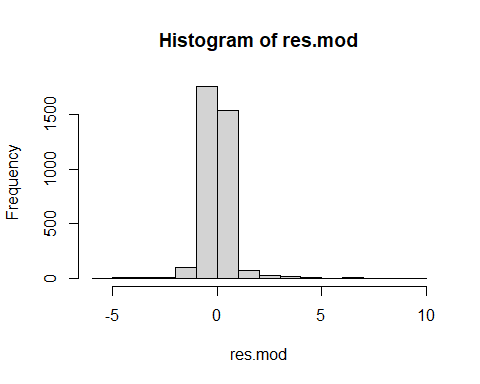 Histogram of res.mod
Frequency
1500
1000
500
0
-5 0 5 10
res.mod